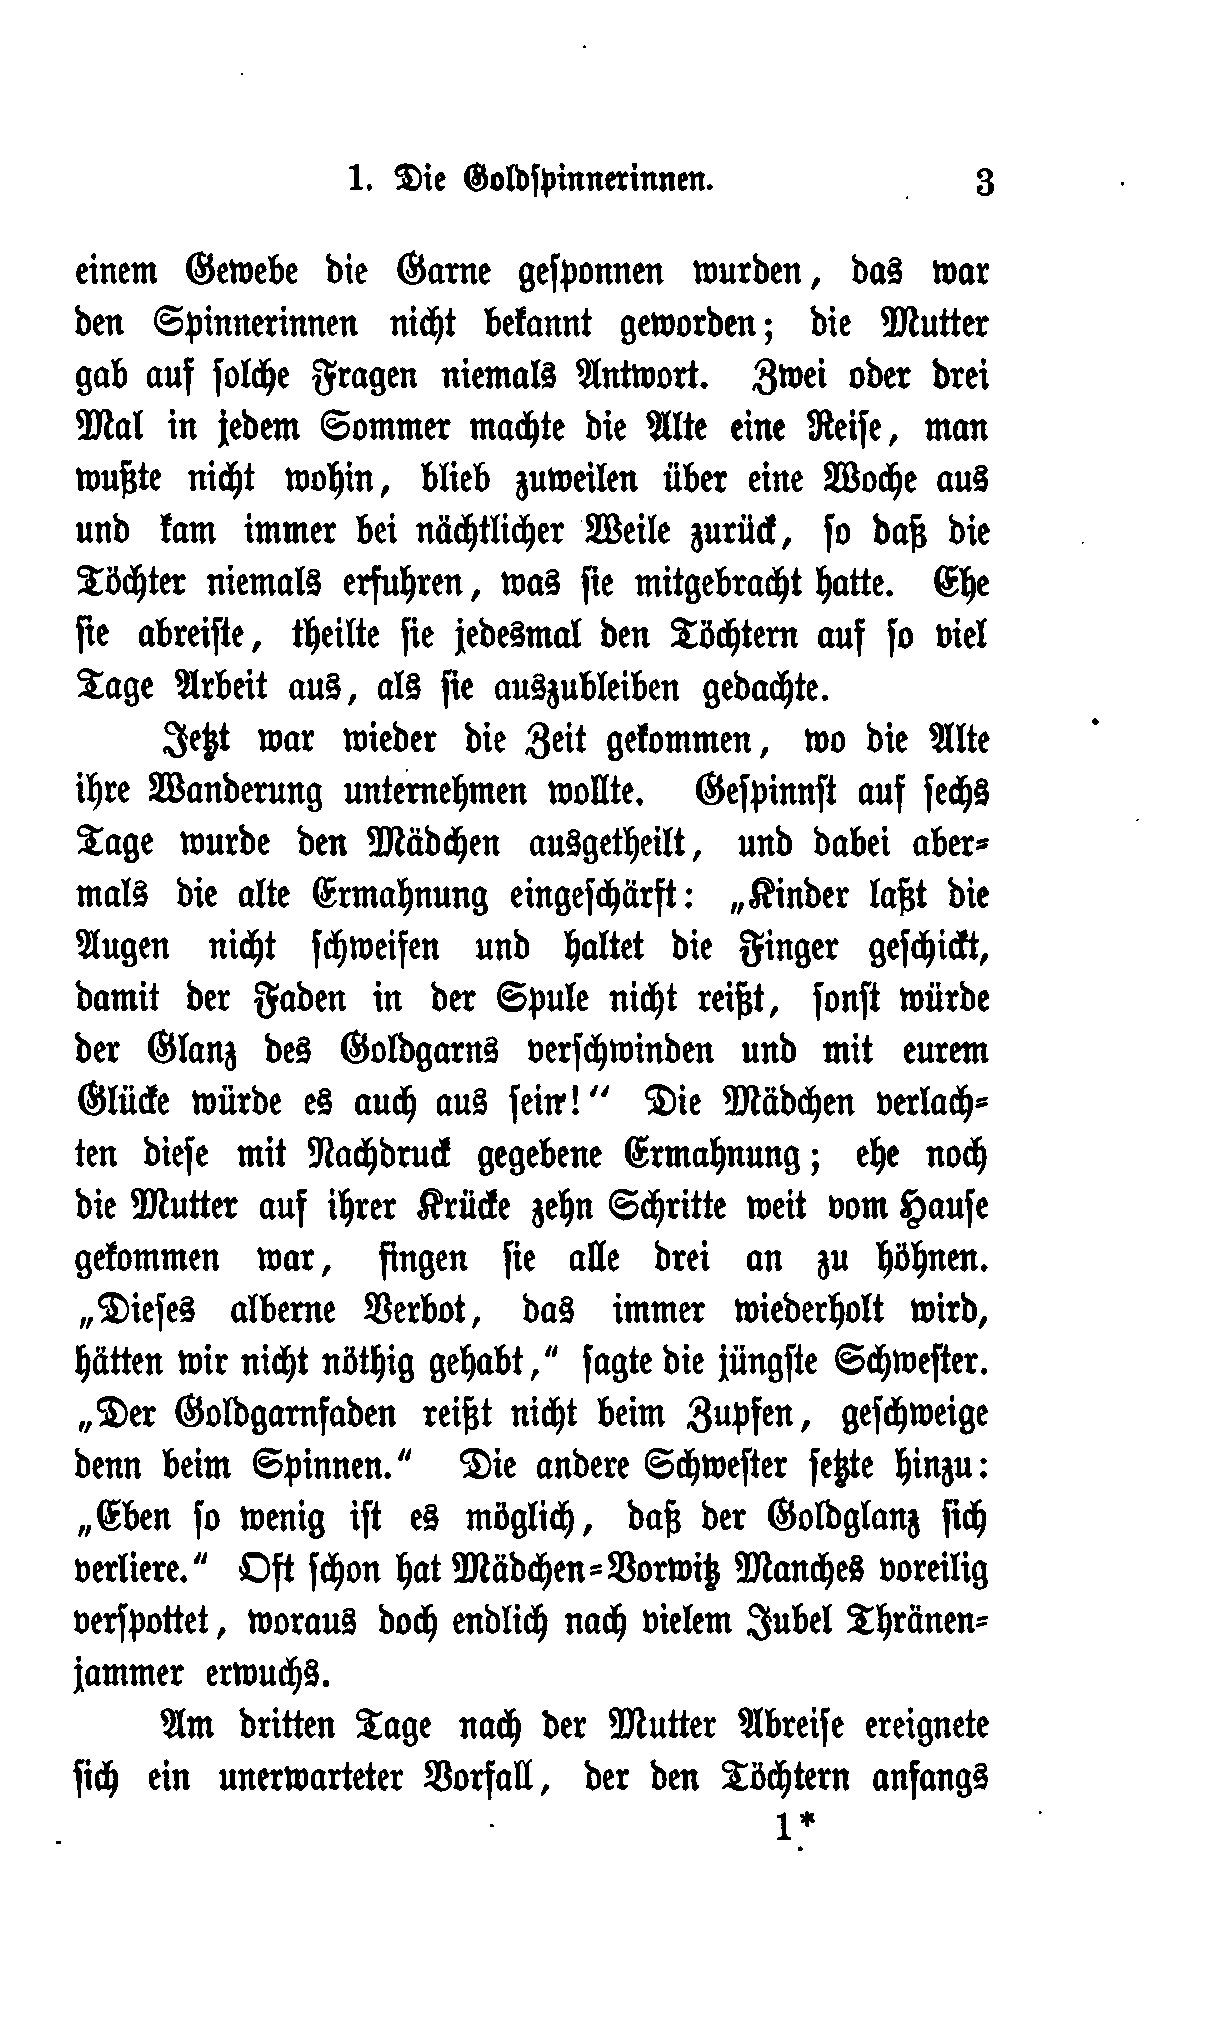 1. Die Goldspinnerinnen. 3
einem Gewebe die Garne gesponnen wurden, das war
den Spinnerinnen nicht bekannt geworden; die Mutter
gab auf solche Fragen niemals Antwort. Zwei oder drei
Mal in jedem Sommer machte die Alte eine Reise, man
wußte nicht wohin, blieb zuweilen über eine Woche aus
und kam immer bei nächtlicher Weile zurück, so daß die
Töchter niemals erfuhren, was sie mitgebracht hatte. Ehe
sie abreiste, theilte sie jedesmal den Töchtern auf so viel
Tage Arbeit aus, als sie auszubleiben gedachte.
Jetzt war wieder die Zeit gekommen, wo die Alte
ihre Wanderung unternehmen wollte. Gespinnst auf sechs
Tage wurde den Mädchen ausgetheilt, und dabei aber-
mals die alte Ermahnung eingeschärft: „Kinder laßt die
Augen nicht schweifen und haltet die Finger geschickt,
damit der Faden in der Spule nicht reißt, sonst würde
der Glanz des Goldgarns verschwinden und mit eurem
Glücke würde es auch aus sein!“ Die Mädchen verlach-
ten diese mit Nachdruck gegebene Ermahnung; ehe noch
die Mutter auf ihrer Krücke zehn Schritte weit vom Hause
gekommen war, fingen sie alle drei an zu höhnen.
„Dieses alberne Verbot, das immer wiederholt wird,
hätten wir nicht nöthig gehabt,“ sagte die jüngste Schwester.
„Der Goldgarnfaden reißt nicht beim Zupfen, geschweige
denn beim Spinnen.“ Die andere Schwester setzte hinzu:
„Eben so wenig ist es möglich, daß der Goldglanz sich
verliere.“ Oft schon hat Mädchen-Vorwitz Manches voreilig
verspottet, woraus doch endlich nach vielem Jubel Thränen-
jammer erwuchs.
Am dritten Tage nach der Mutter Abreise ereignete
sich ein unerwarteter Vorfall, der den Töchtern anfangs
1*